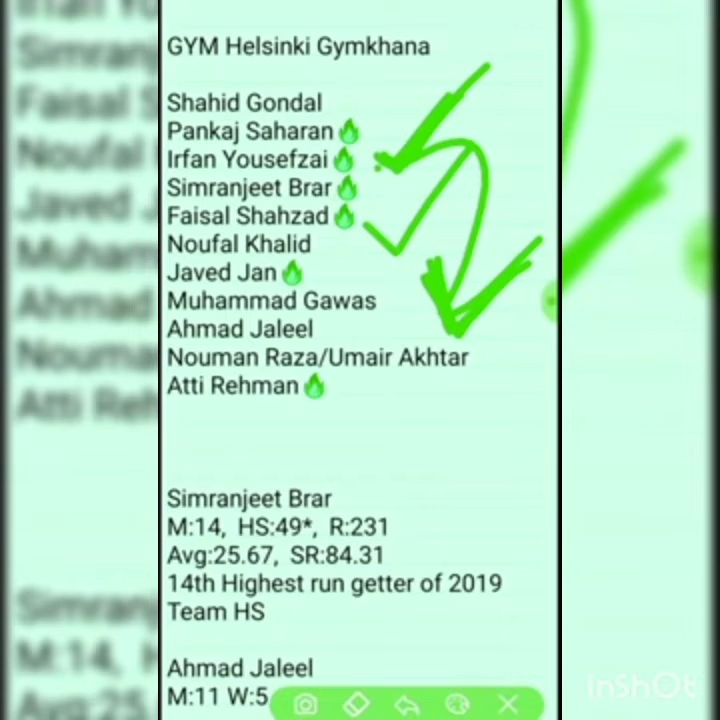 GYM Helsinki Gymkhana
Shahid Gondal
Pankaj Saharan🔥
Irfan Yousefzai🔥
Simranjeet Brar🔥
Faisal Shahzad🔥
Noufal Khalid
Javed Jan🔥
Muhammad Gawas
Ahmad Jaleel
Nouman Raza/Umair Akhtar
Atti Rehman🔥
Simranjeet Brar
M:14, HS:49*, R:231
Avg:25.67, SR:84.31
14th Highest run getter of 2019
Team HS
Ahmad Jaleel
M:11 W:5
InShOt